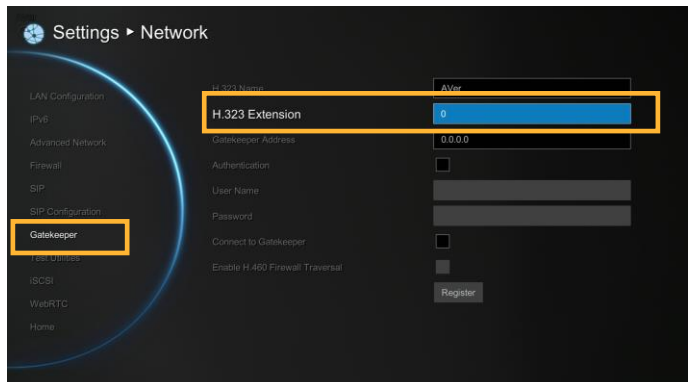 Settings ▸ Network
LAN Configuration
IPv6
Advanced Network
Firewall
SIP
SIP Configuration
Gatekeeper
Test Utilities
iSCSI
WebRTC
Home
H.323 Name AVer
H.323 Extension 0
Gatekeeper Address 0.0.0.0
Authentication
User Name
Password
Connect to Gatekeeper
Enable H.460 Firewall Traversal
Register